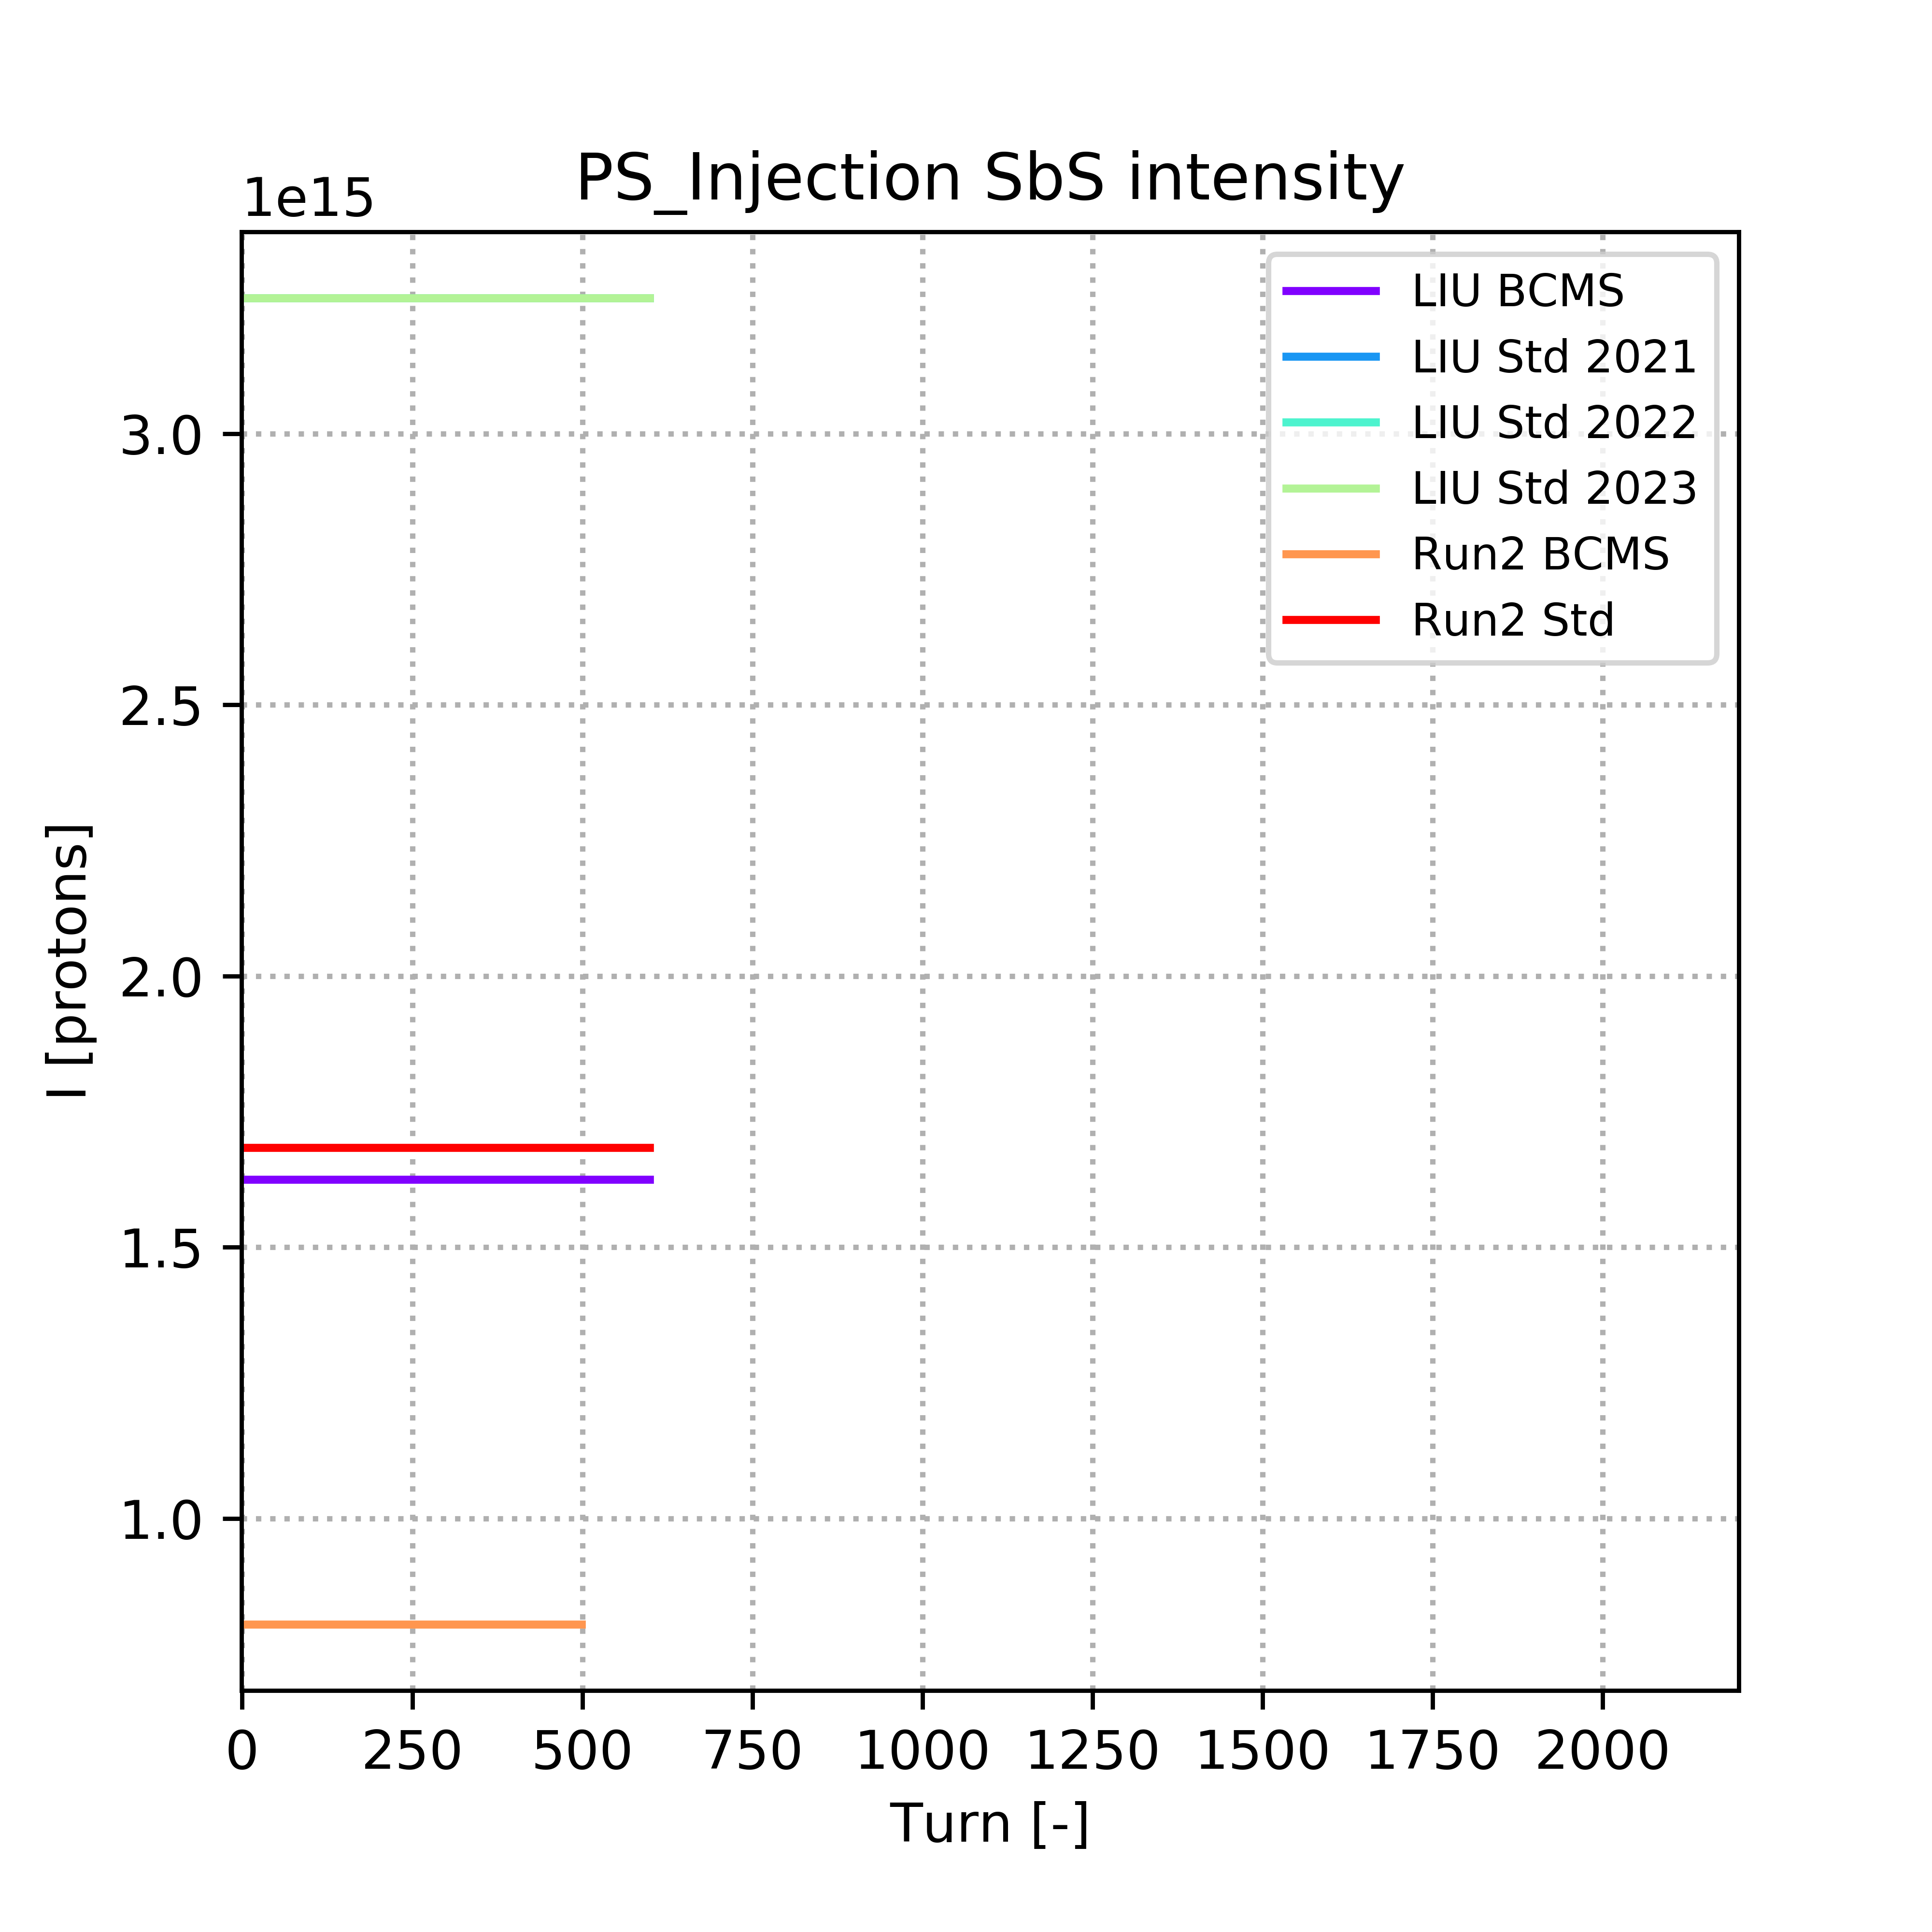 PS_Injection SbS intensity
1e15
LIU BCMS
LIU Std 2021
LIU Std 2022
LIU Std 2023
Run2 BCMS
Run2 Std
3.0
2.5
2.0
1.5
1.0
I [protons]
0 250 500 750 1000 1250 1500 1750 2000
Turn [-]